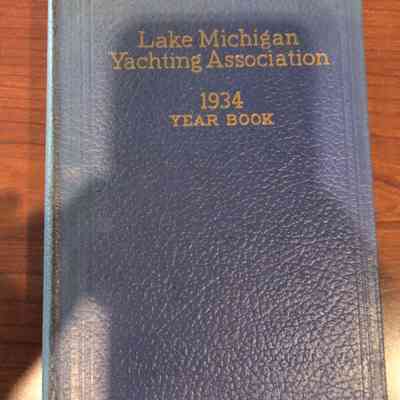 Lake Michigan
Yachting Association
1934
YEAR BOOK